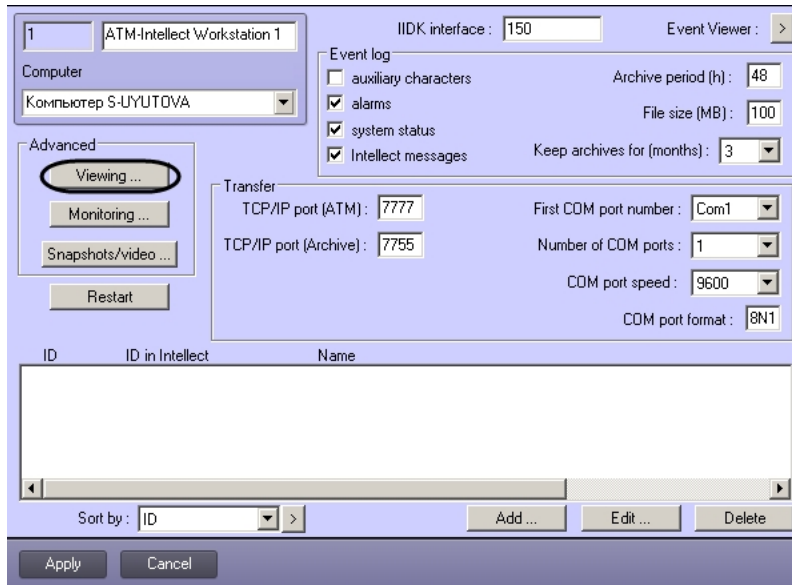 1 ATM-Intellect Workstation 1
Computer
Компьютер S-UYUTOVA
IIDK interface : 150
Event Viewer : >
Event log
auxiliary characters
alarms
system status
Intellect messages
Archive period (h) : 48
File size (MB) : 100
Keep archives for (months) : 3
Advanced
Viewing ...
Monitoring ...
Snapshots/video ...
Restart
Transfer
TCP/IP port (ATM) : 7777
TCP/IP port (Archive) : 7755
First COM port number : Com1
Number of COM ports : 1
COM port speed : 9600
COM port format : 8N1
ID ID in Intellect Name
Sort by : ID >
Add ... Edit ... Delete
Apply Cancel